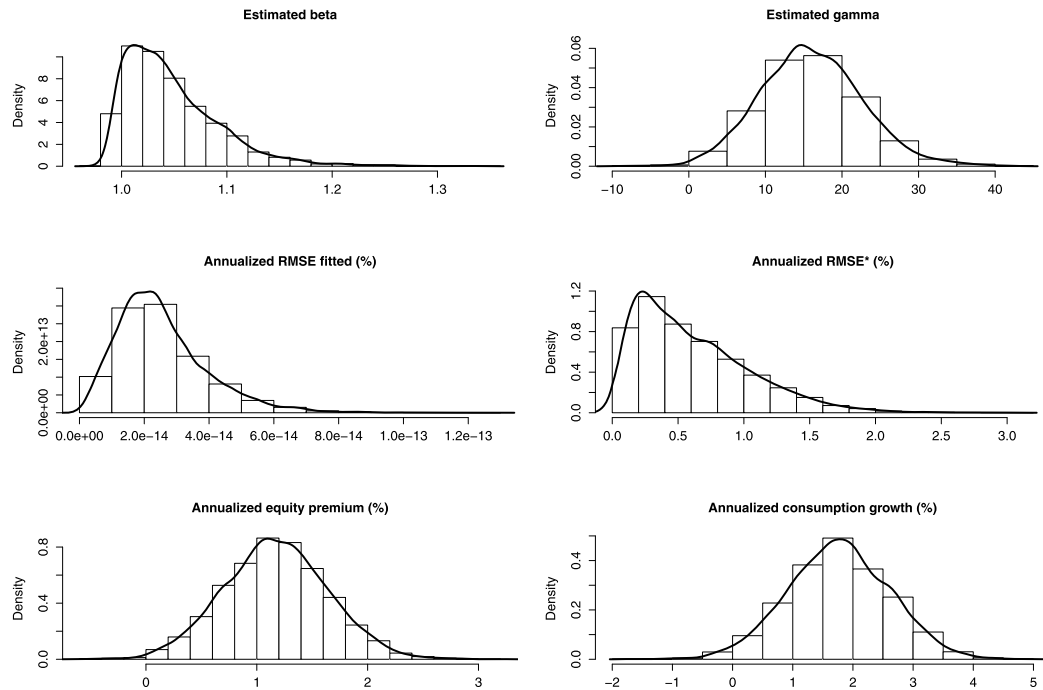 Estimated beta
Density
0 2 4 6 8
1.0 1.1 1.2 1.3
Estimated gamma
Density
0.00 0.02 0.04 0.06
−10 0 10 20 30 40
Annualized RMSE fitted (%)
Density
0.0e+00 2.0e+13
0.0e+00 2.0e−14 4.0e−14 6.0e−14 8.0e−14 1.0e−13 1.2e−13
Annualized RMSE* (%)
Density
0.0 0.4 0.8 1.2
0.0 0.5 1.0 1.5 2.0 2.5 3.0
Annualized equity premium (%)
Density
0.0 0.4 0.8
0 1 2 3
Annualized consumption growth (%)
Density
0.0 0.2 0.4
−2 −1 0 1 2 3 4 5